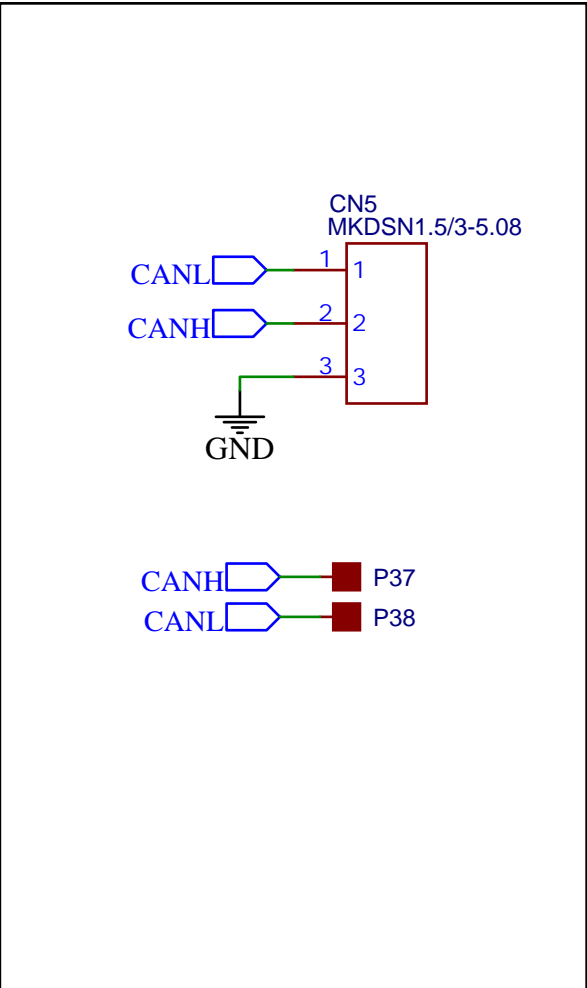 CN5
MKDSN1.5/3-5.08
CANL 1 1
CANH 2 2
3 3
GND
CANH P37
CANL P38